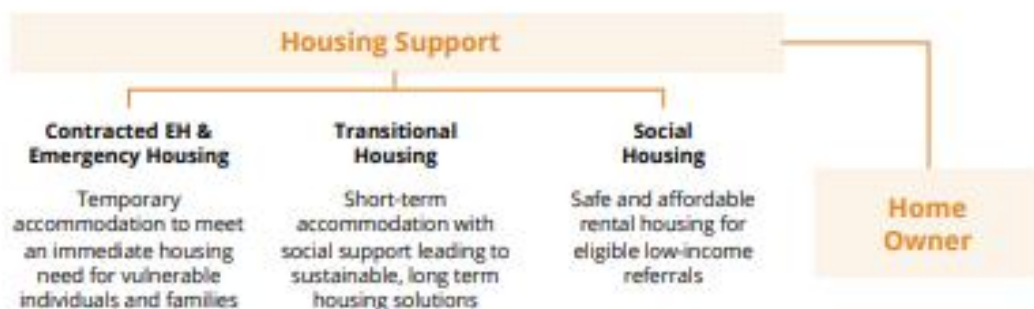 Housing Support
Contracted EH &
Emergency Housing
Temporary
accommodation to meet
an immediate housing
need for vulnerable
individuals and families
Transitional
Housing
Short-term
accommodation with
social support leading to
sustainable, long term
housing solutions
Social
Housing
Safe and affordable
rental housing for
eligible low-income
referrals
Home
Owner